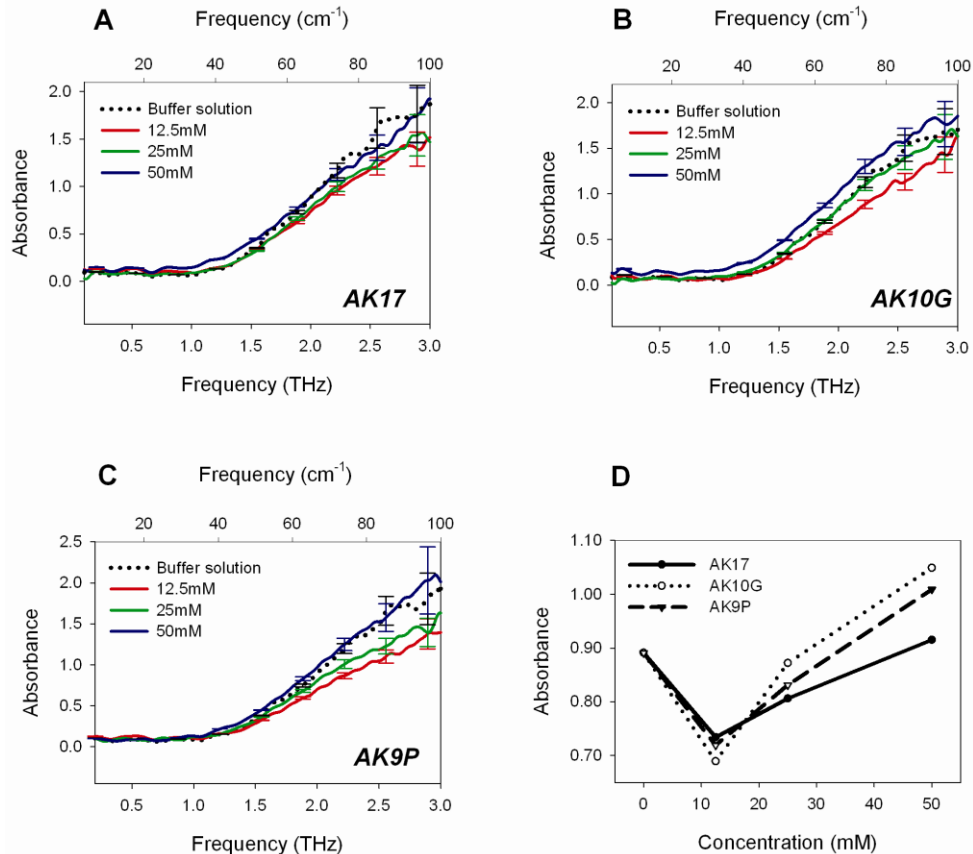 A
Frequency (cm-1)
20 40 60 80 100
2.0
1.5
1.0
0.5
0.0
Absorbance
Buffer solution
12.5mM
25mM
50mM
AK17
0.5 1.0 1.5 2.0 2.5 3.0
Frequency (THz)
B
Frequency (cm-1)
20 40 60 80 100
2.0
1.5
1.0
0.5
0.0
Absorbance
Buffer solution
12.5mM
25mM
50mM
AK10G
0.5 1.0 1.5 2.0 2.5 3.0
Frequency (THz)
C
Frequency (cm-1)
20 40 60 80 100
2.5
2.0
1.5
1.0
0.5
0.0
Absorbance
Buffer solution
12.5mM
25mM
50mM
AK9P
0.5 1.0 1.5 2.0 2.5 3.0
Frequency (THz)
D
1.10
1.00
0.90
0.80
0.70
Absorbance
AK17
AK10G
AK9P
0 10 20 30 40 50
Concentration (mM)